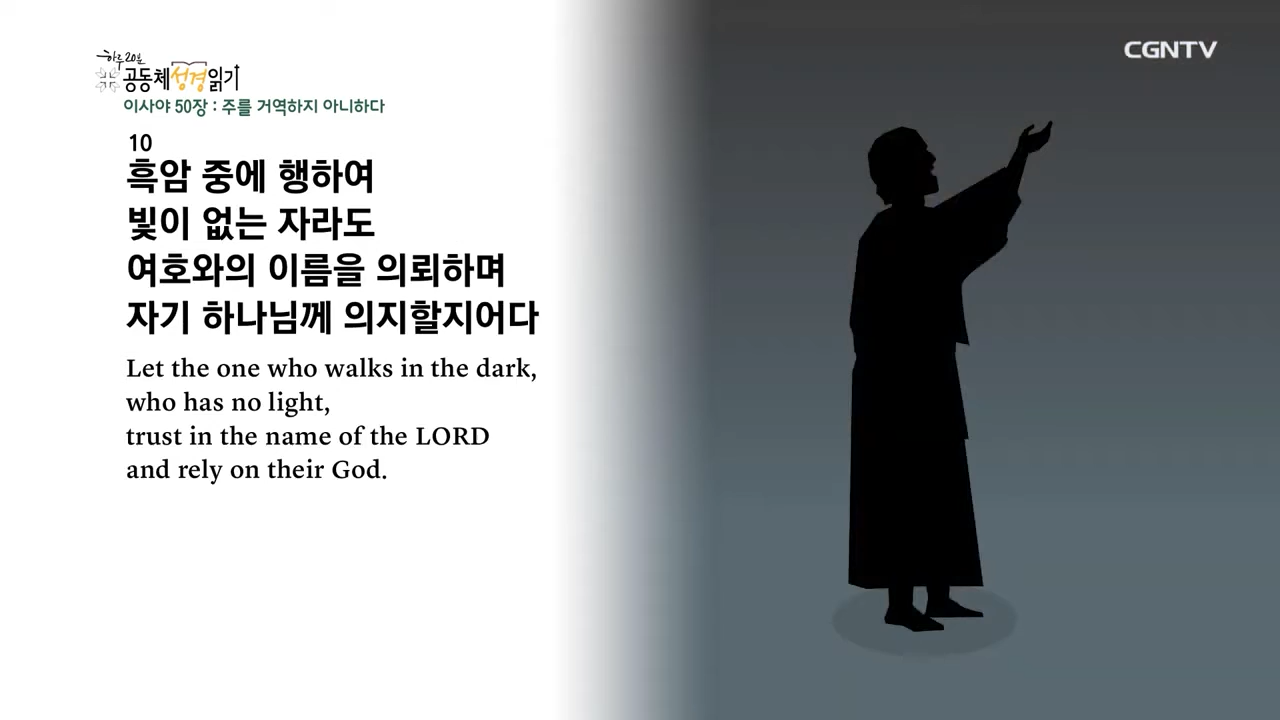 하루 20분
공동체성경읽기
CGNTV
이사야 50장 : 주를 거역하지 아니하다
10
흑암 중에 행하여
빛이 없는 자라도
여호와의 이름을 의뢰하며
자기 하나님께 의지할지어다
Let the one who walks in the dark,
who has no light,
trust in the name of the LORD
and rely on their God.